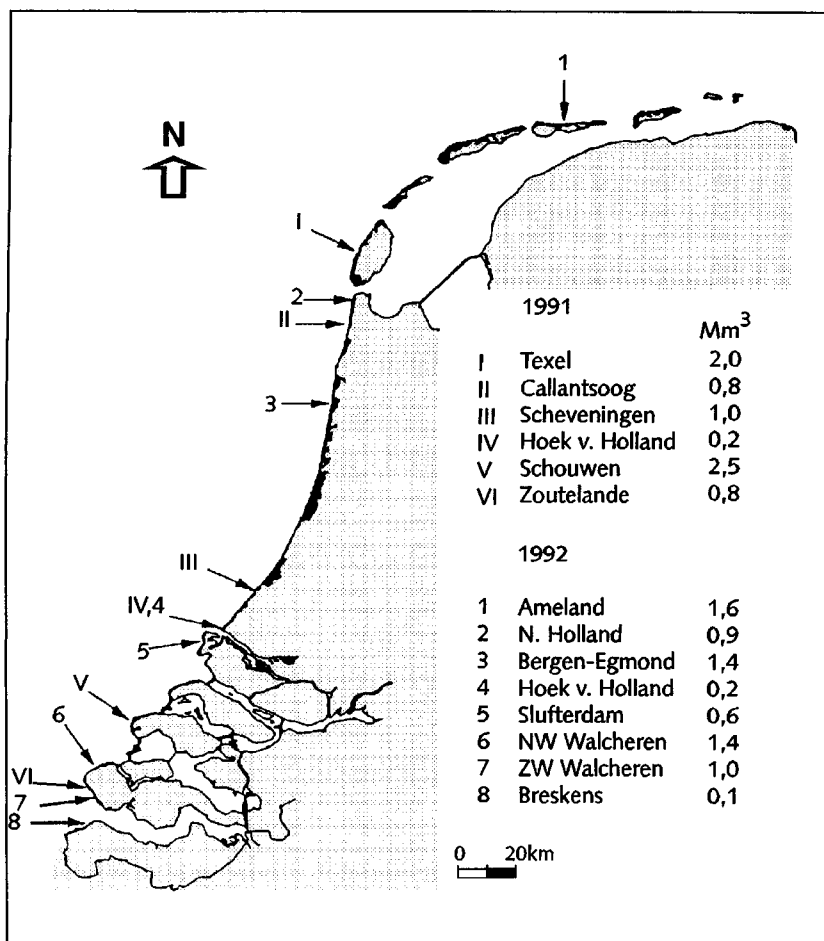 1
N
I
2
II
3
1991
Mm³
I Texel 2,0
II Callantsoog 0,8
III Scheveningen 1,0
IV Hoek v. Holland 0,2
V Schouwen 2,5
VI Zoutelande 0,8
1992
1 Ameland 1,6
2 N. Holland 0,9
3 Bergen-Egmond 1,4
4 Hoek v. Holland 0,2
5 Slufterdam 0,6
6 NW Walcheren 1,4
7 ZW Walcheren 1,0
8 Breskens 0,1
III
IV,4
5
V
6
VI
7
8
0 20km